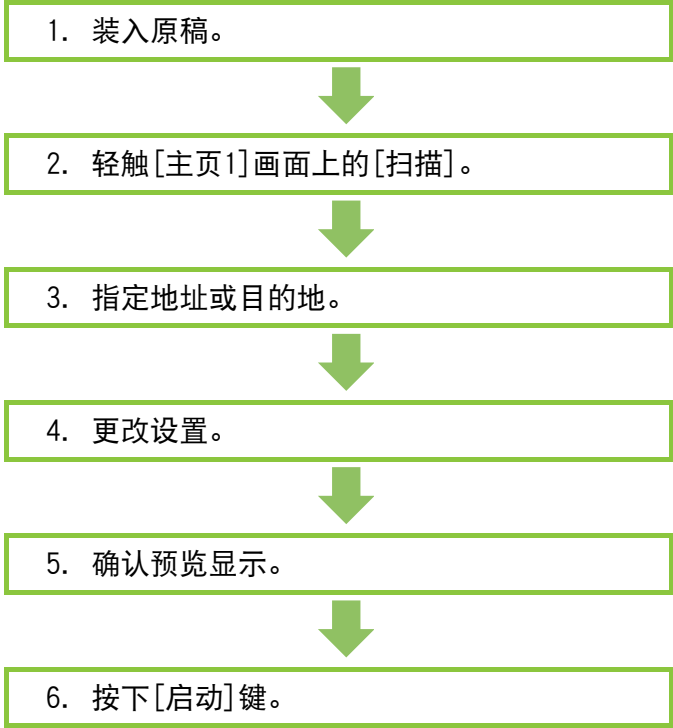 1. 装入原稿。
2. 轻触[主页1]画面上的[扫描]。
3. 指定地址或目的地。
4. 更改设置。
5. 确认预览显示。
6. 按下[启动]键。